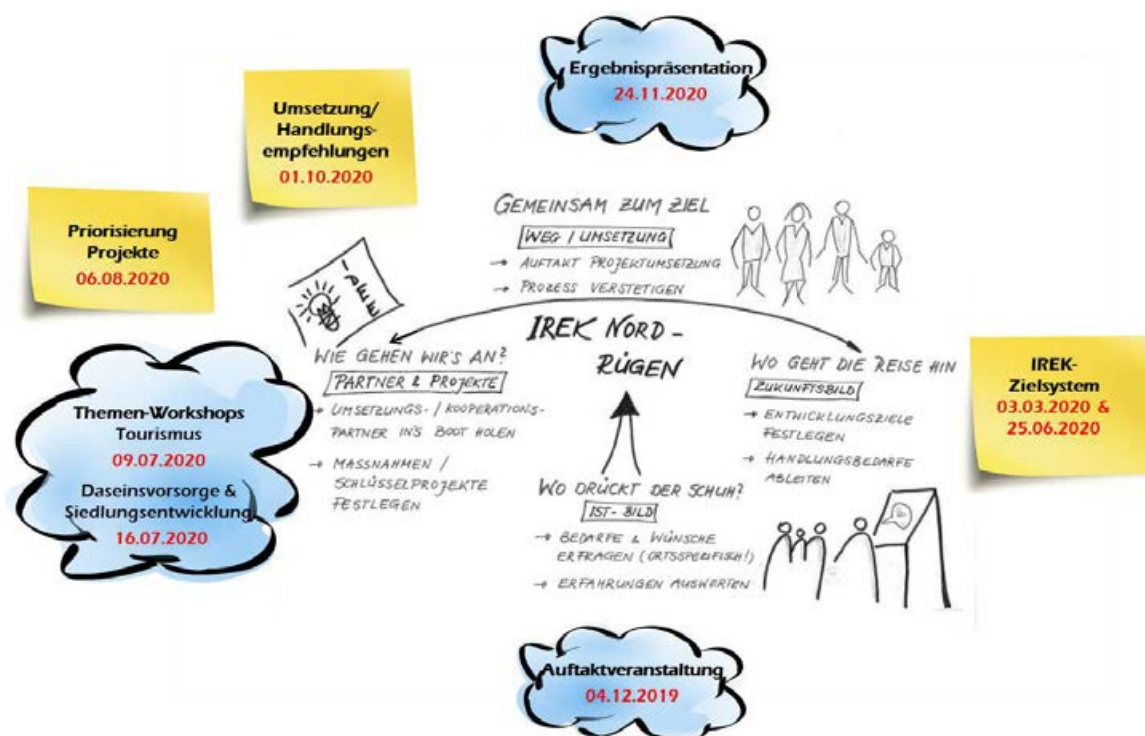 Ergebnispräsentation
24.11.2020
Umsetzung/
Handlungs-
empfehlungen
01.10.2020
Priorisierung
Projekte
06.08.2020
GEMEINSAM ZUM ZIEL
WEG / UMSETZUNG
→ AUFTAKT PROJEKTUMSETZUNG
→ PROZESS VERSTETIGEN
IDEE
IREK NORD-
RÜGEN
WIE GEHEN WIR'S AN?
PARTNER & PROJEKTE
→ UMSETZUNGS- / KOOPERATIONS-
PARTNER IN'S BOOT HOLEN
→ MASSNAHMEN /
SCHLÜSSELPROJEKTE
FESTLEGEN
WO GEHT DIE REISE HIN
ZUKUNFTSBILD
→ ENTWICKLUNGSZIELE
FESTLEGEN
→ HANDLUNGSBEDARFE
ABLEITEN
IREK-
Zielsystem
03.03.2020 &
25.06.2020
Themen-Workshops
Tourismus
09.07.2020
Daseinsvorsorge &
Siedlungsentwicklung
16.07.2020
WO DRÜCKT DER SCHUH?
IST-BILD
→ BEDARFE & WÜNSCHE
ERFRAGEN (ORTSSPEZIFISCH!)
→ ERFAHRUNGEN AUSWERTEN
Auftaktveranstaltung
04.12.2019